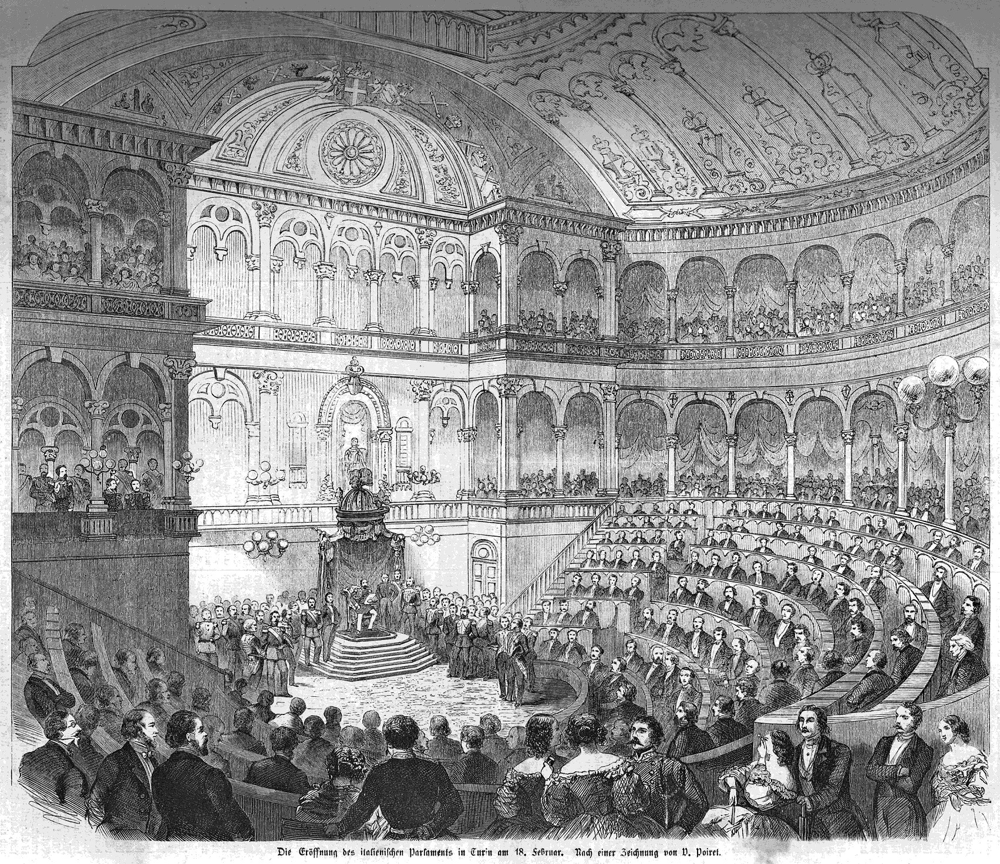 Die Eröffnung des italienischen Parlaments in Turin am 18. Februar. Nach einer Zeichnung von V. Poiret.